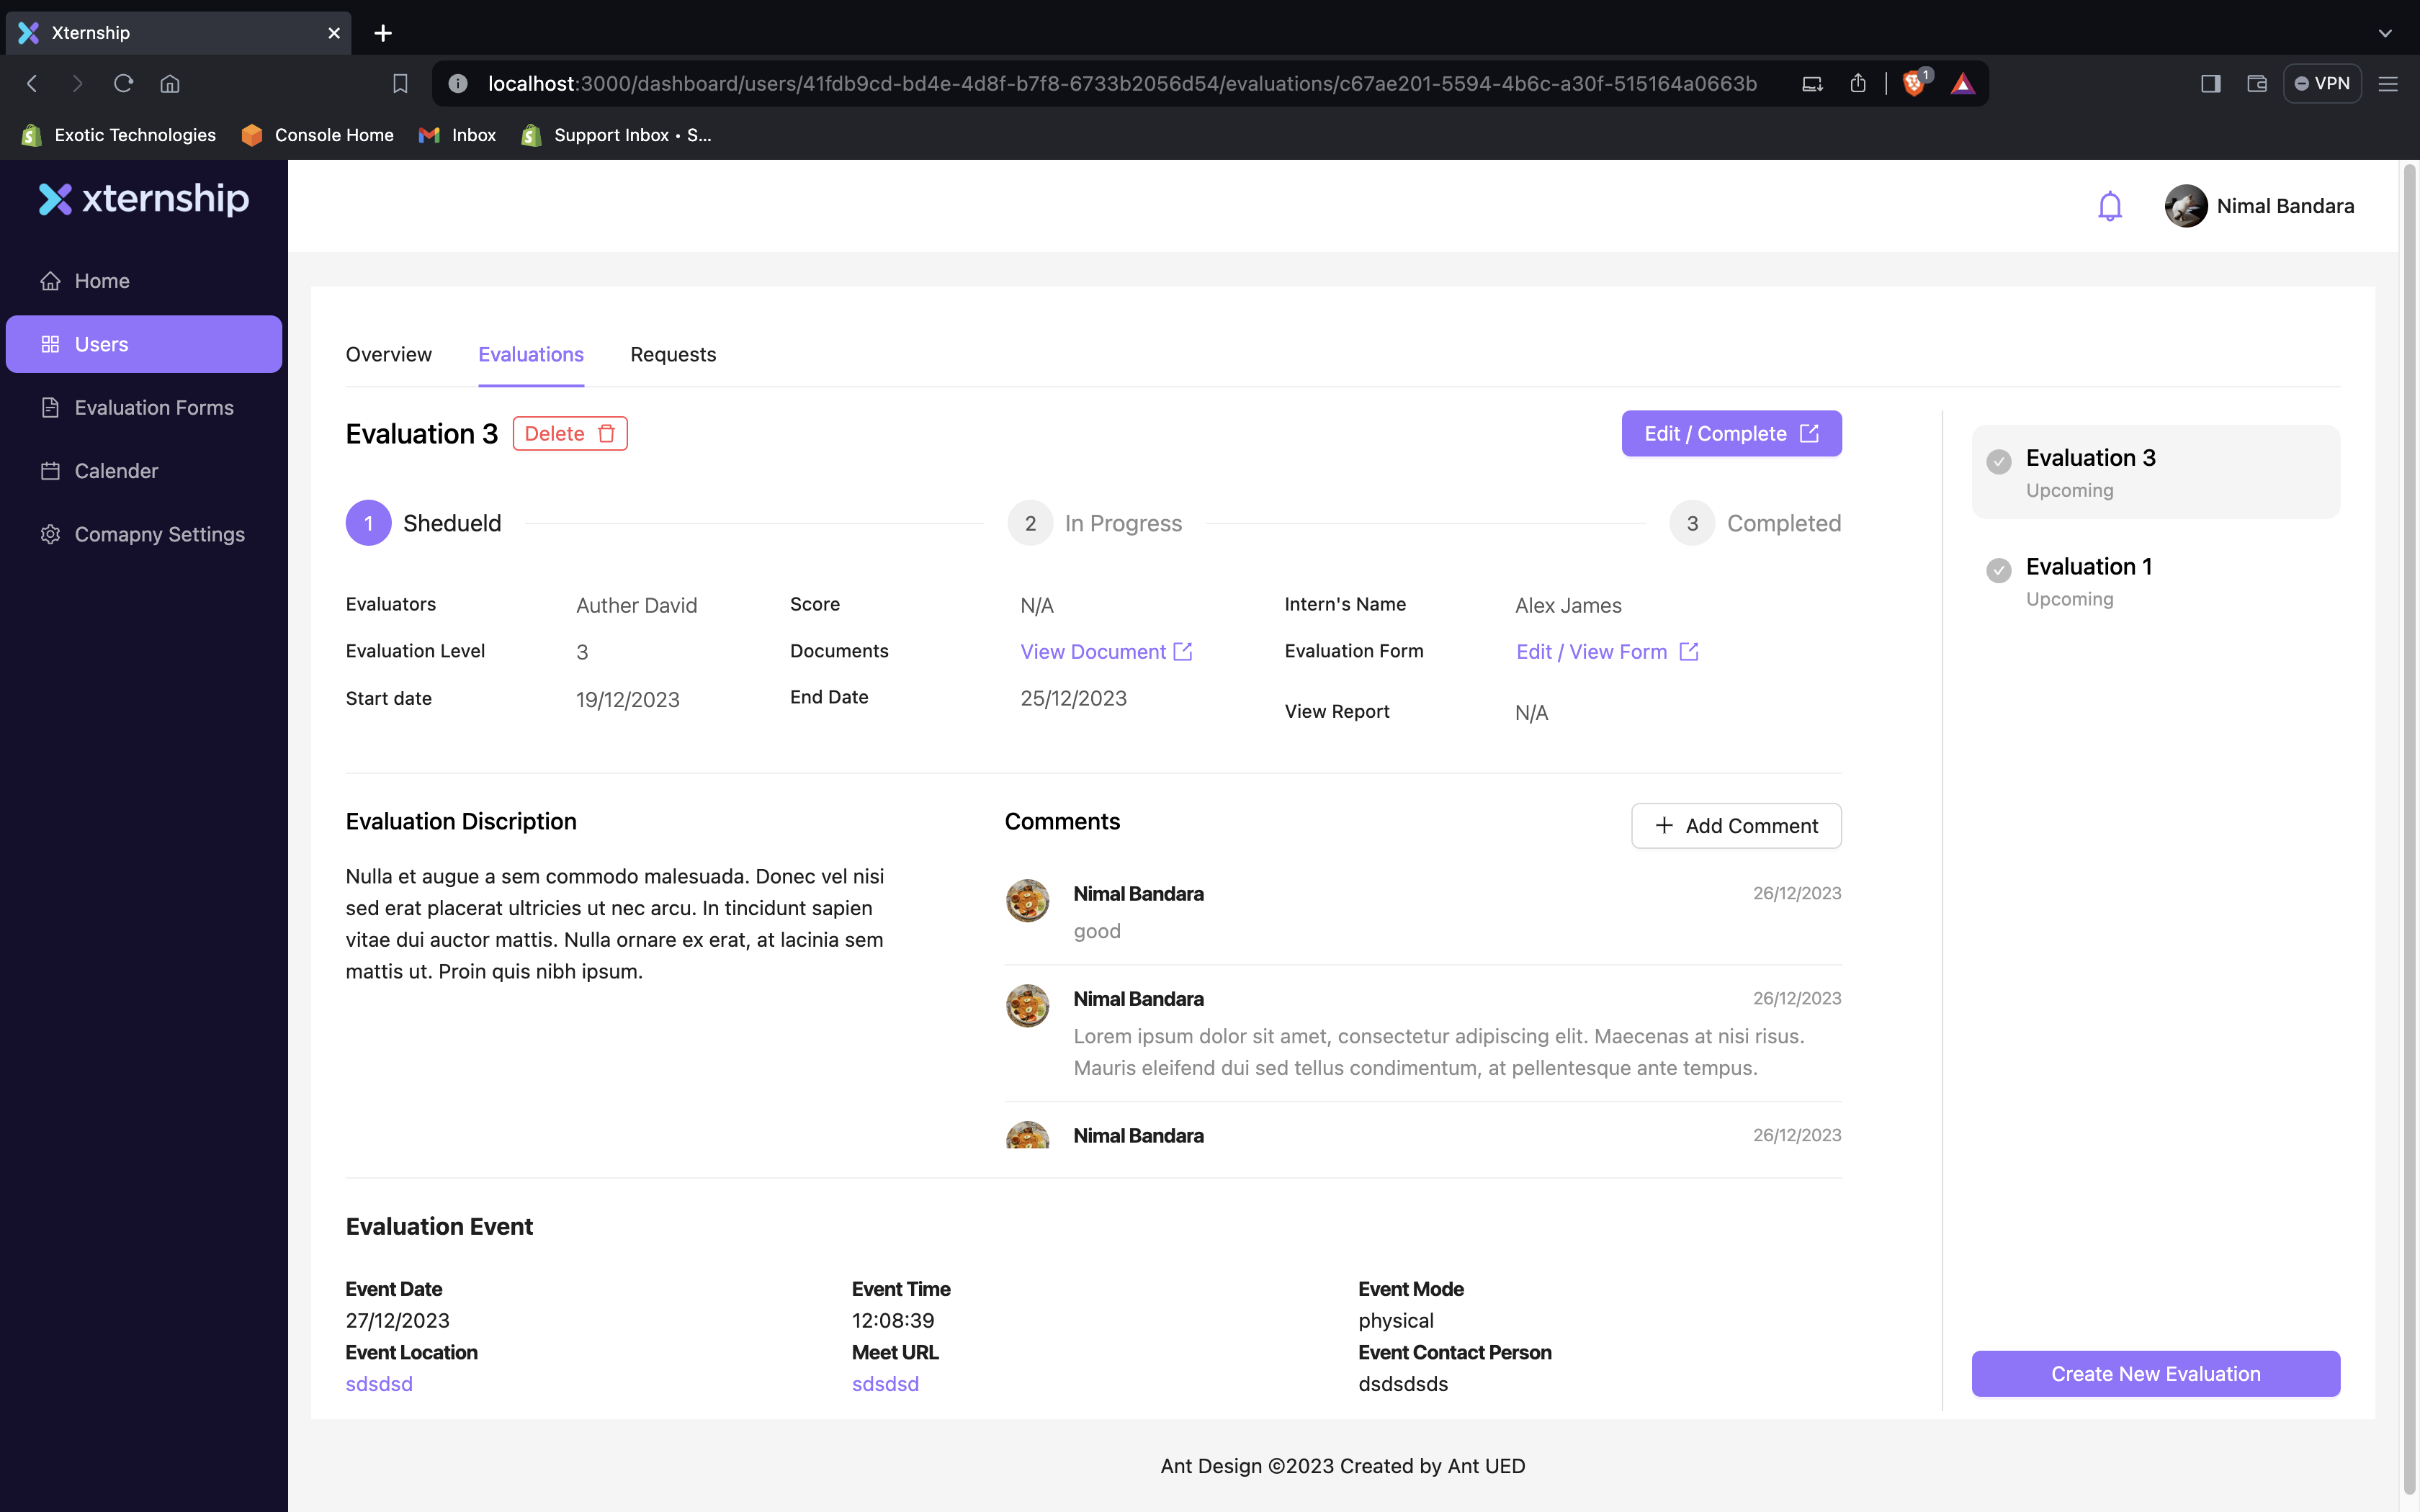 Xternship
localhost:3000/dashboard/users/41fdb9cd-bd4e-4d8f-b7f8-6733b2056d54/evaluations/c67ae201-5594-4b6c-a30f-515164a0663b
1
VPN
Exotic Technologies
Console Home
Inbox
Support Inbox • S...
xternship
Nimal Bandara
Home
Users
Evaluation Forms
Calender
Comapny Settings
Overview
Evaluations
Requests
Evaluation 3
Delete
Edit / Complete
1 Shedueld
2 In Progress
3 Completed
Evaluators
Auther David
Score
N/A
Intern's Name
Alex James
Evaluation Level
3
Documents
View Document
Evaluation Form
Edit / View Form
Start date
19/12/2023
End Date
25/12/2023
View Report
N/A
Evaluation Discription
Nulla et augue a sem commodo malesuada. Donec vel nisi
sed erat placerat ultricies ut nec arcu. In tincidunt sapien
vitae dui auctor mattis. Nulla ornare ex erat, at lacinia sem
mattis ut. Proin quis nibh ipsum.
Comments
Add Comment
Nimal Bandara
26/12/2023
good
Nimal Bandara
26/12/2023
Lorem ipsum dolor sit amet, consectetur adipiscing elit. Maecenas at nisi risus.
Mauris eleifend dui sed tellus condimentum, at pellentesque ante tempus.
Nimal Bandara
26/12/2023
Evaluation Event
Event Date
27/12/2023
Event Time
12:08:39
Event Mode
physical
Event Location
sdsdsd
Meet URL
sdsdsd
Event Contact Person
dsdsdsds
Evaluation 3
Upcoming
Evaluation 1
Upcoming
Create New Evaluation
Ant Design ©2023 Created by Ant UED